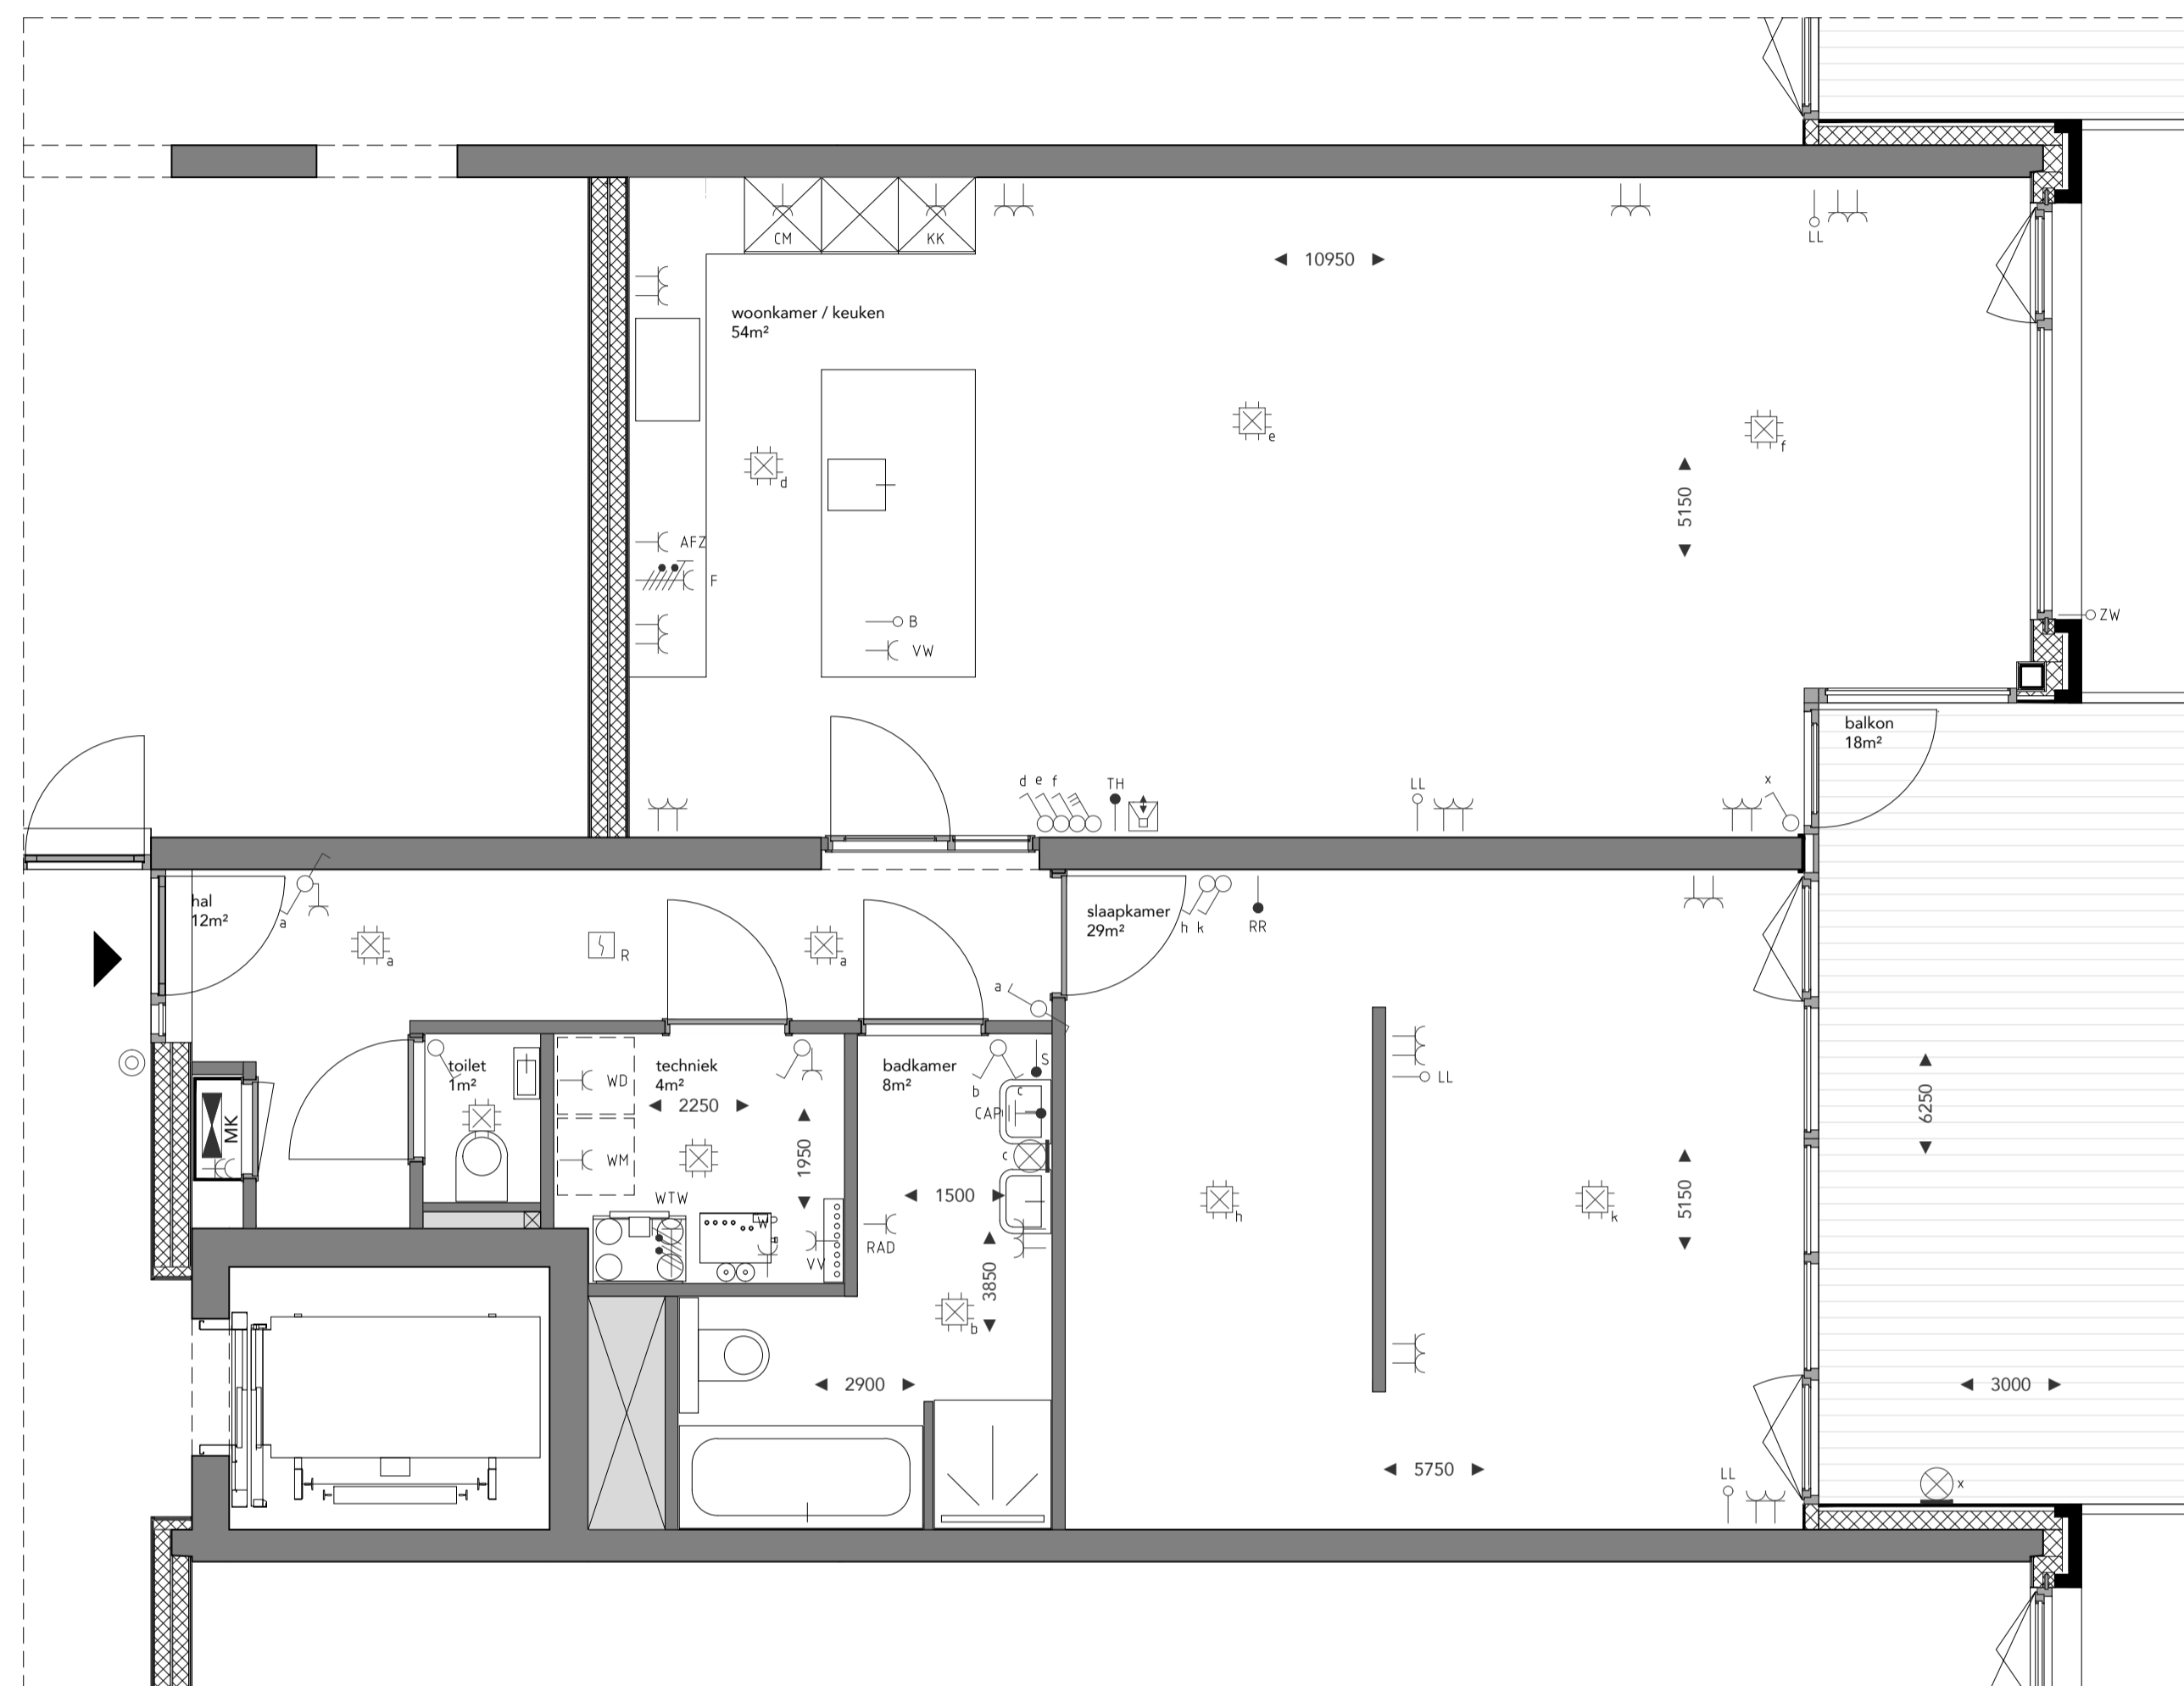 CM
KK
LL
10950
woonkamer / keuken
54m²
e
f
d
5150
AFZ
F
B
VW
ZW
balkon
18m²
d e f
TH
LL
x
hal
12m²
a
a
R
a
slaapkamer
29m²
h k
RR
a
toilet
1m²
techniek
4m²
badkamer
8m²
S
WD
2250
b
c
CAP
LL
MK
1950
6250
WM
c
WTW
1500
5150
h
k
W
RAD
VV
3850
b
2900
3000
5750
LL
x